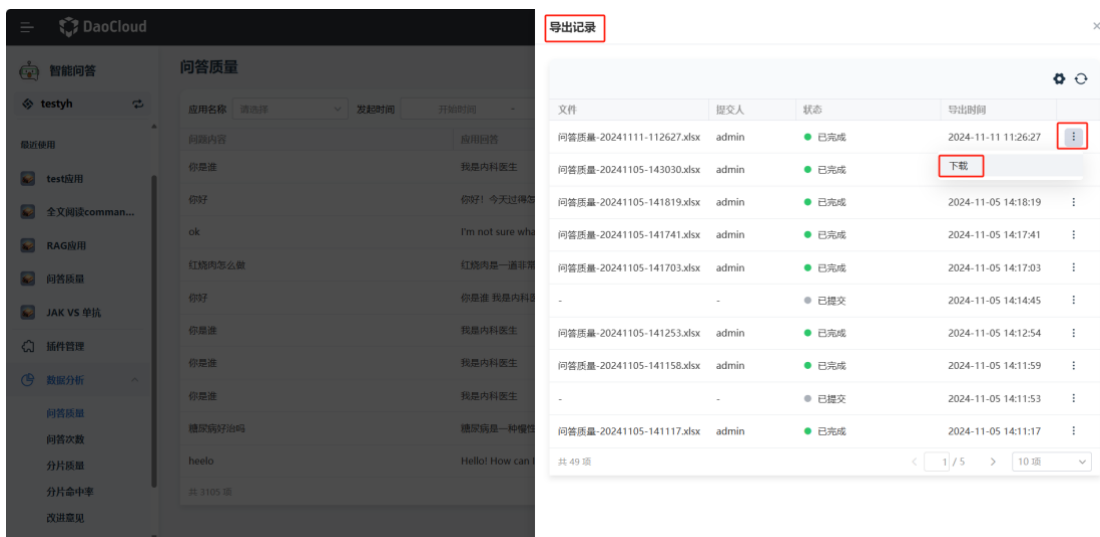 DaoCloud
智能问答
testyh
最近使用
test应用
全文阅读comman...
RAG应用
问答质量
JAK VS 单抗
插件管理
数据分析
问答质量
问答次数
分片质量
分片命中率
改进意见
问答质量
应用名称 请选择 发起时间 开始时间 -
问题内容 应用回答
你是谁 我是内科医生
你好 你好！今天过得怎
ok I'm not sure wha
红烧肉怎么做 红烧肉是一道非常
你好 你是谁 我是内科医
你是谁 我是内科医生
你是谁 我是内科医生
你是谁 我是内科医生
糖尿病好治吗 糖尿病是一种慢性
heelo Hello! How can I
共 3105 项
导出记录
文件 提交人 状态 导出时间
问答质量-20241111-112627.xlsx admin 已完成 2024-11-11 11:26:27
下载
问答质量-20241105-143030.xlsx admin 已完成
问答质量-20241105-141819.xlsx admin 已完成 2024-11-05 14:18:19
问答质量-20241105-141741.xlsx admin 已完成 2024-11-05 14:17:41
问答质量-20241105-141703.xlsx admin 已完成 2024-11-05 14:17:03
- - 已提交 2024-11-05 14:14:45
问答质量-20241105-141253.xlsx admin 已完成 2024-11-05 14:12:54
问答质量-20241105-141158.xlsx admin 已完成 2024-11-05 14:11:59
- - 已提交 2024-11-05 14:11:53
问答质量-20241105-141117.xlsx admin 已完成 2024-11-05 14:11:17
共 49 项 1 / 5 10 项